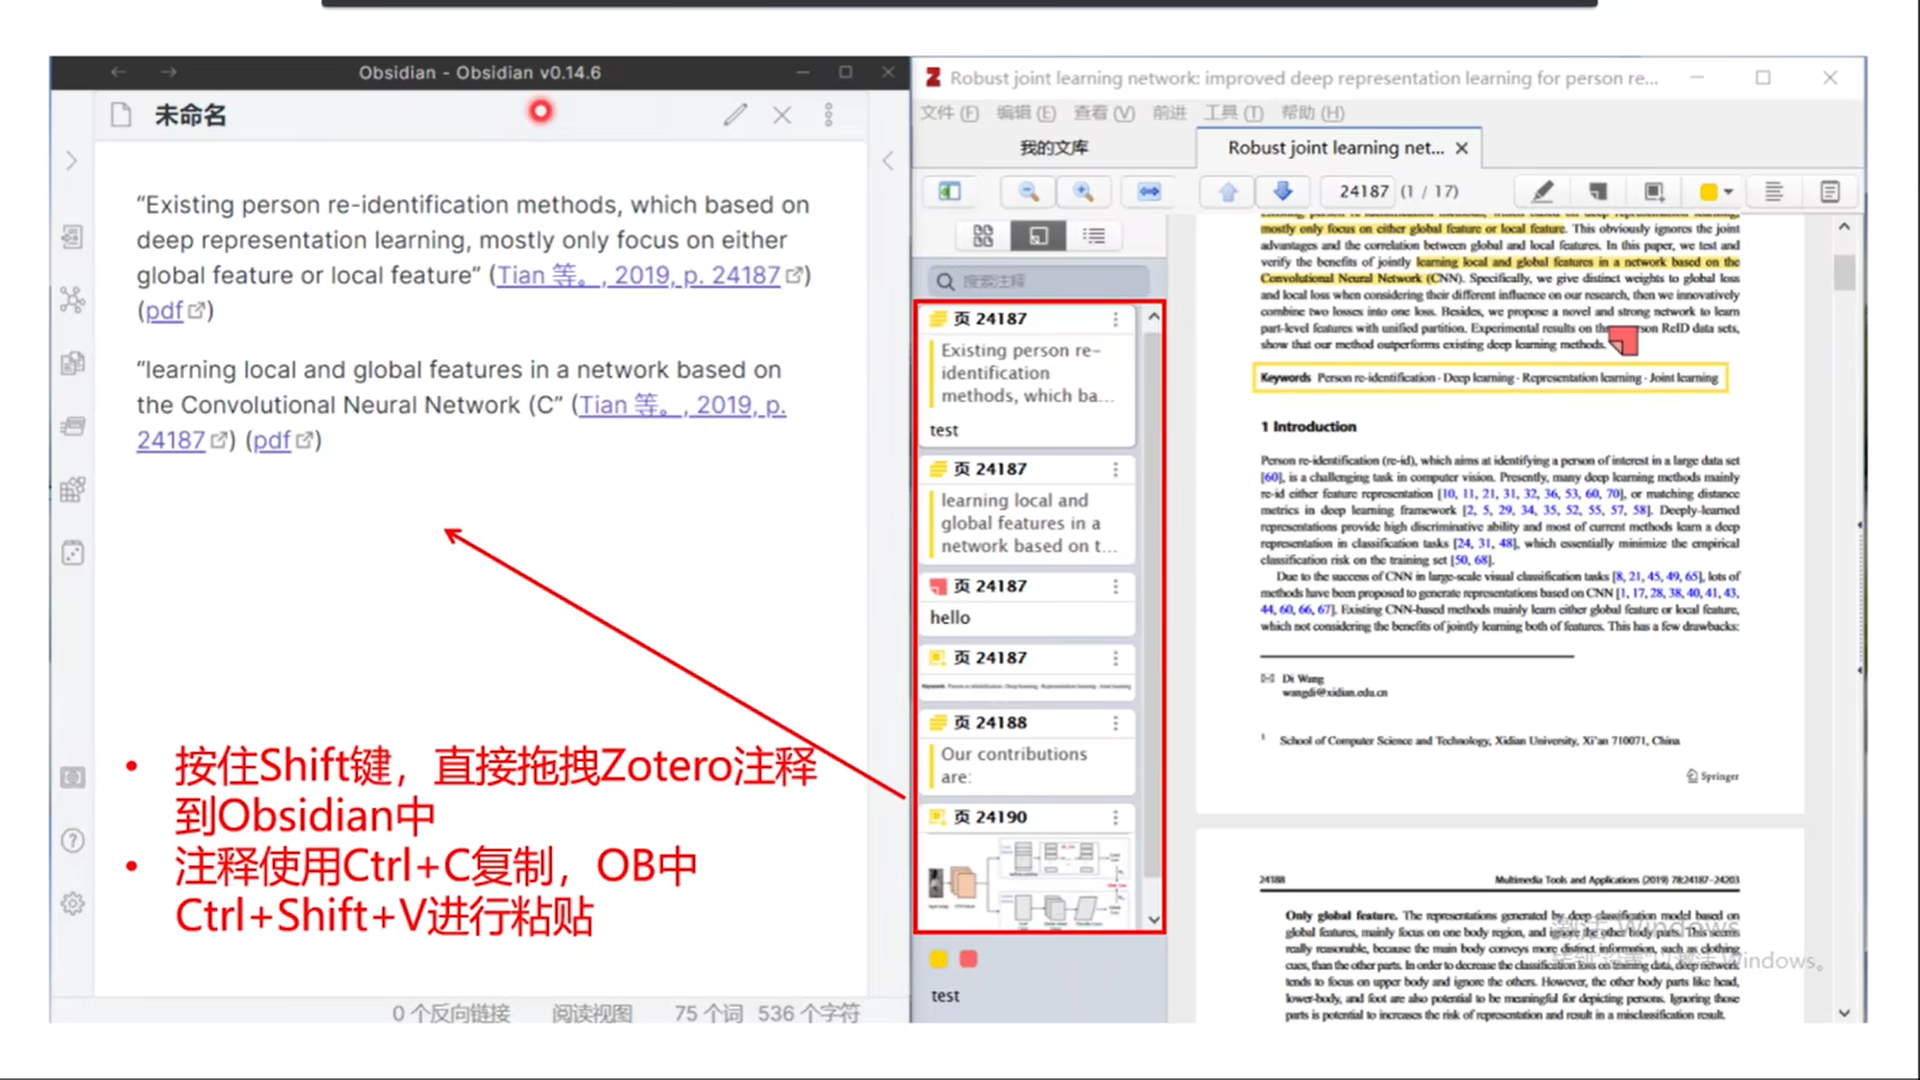 Obsidian - Obsidian v0.14.6
未命名
“Existing person re-identification methods, which based on
deep representation learning, mostly only focus on either
global feature or local feature” (Tian 等。, 2019, p. 24187)
(pdf)
“learning local and global features in a network based on
the Convolutional Neural Network (C” (Tian 等。, 2019, p.
24187) (pdf)
• 按住Shift键，直接拖拽Zotero注释
到Obsidian中
• 注释使用Ctrl+C复制，OB中
Ctrl+Shift+V进行粘贴
0 个反向链接 阅读视图 75 个词 536 个字符
Robust joint learning network: improved deep representation learning for person re...
文件 (F) 编辑 (E) 查看 (V) 前进 工具 (T) 帮助 (H)
我的文库
Robust joint learning net...
24187 (1 / 17)
搜索注释
页 24187
Existing person re-
identification
methods, which ba...
test
页 24187
learning local and
global features in a
network based on t...
页 24187
hello
页 24187
Keywords Person re-identification · Deep learning · Representation learning · Joint learning
页 24188
Our contributions
are:
页 24190
test
mostly only focus on either global feature or local feature. This obviously ignores the joint
advantages and the correlation between global and local features. In this paper, we test and
verify the benefits of jointly learning local and global features in a network based on the
Convolutional Neural Network (CNN). Specifically, we give distinct weights to global loss
and local loss when considering their different influence on our research, then we innovatively
combine two losses into one loss. Besides, we propose a novel and strong network to learn
part-level features with unified partition. Experimental results on th son ReID data sets,
show that our method outperforms existing deep learning methods.
Keywords Person re-identification · Deep learning · Representation learning · Joint learning
1 Introduction
Person re-identification (re-id), which aims at identifying a person of interest in a large data set
[60], is a challenging task in computer vision. Presently, many deep learning methods mainly
re-id either feature representation [10, 11, 21, 31, 32, 36, 53, 60, 70], or matching distance
metrics in deep learning framework [2, 5, 29, 34, 35, 52, 55, 57, 58]. Deeply-learned
representations provide high discriminative ability and most of current methods learn a deep
representation in classification tasks [24, 31, 48], which essentially minimize the empirical
classification risk on the training set [50, 68].
Due to the success of CNN in large-scale visual classification tasks [8, 21, 45, 49, 65], lots of
methods have been proposed to generate representations based on CNN [1, 17, 28, 38, 40, 41, 43,
44, 60, 66, 67]. Existing CNN-based methods mainly learn either global feature or local feature,
which not considering the benefits of jointly learning both of features. This has a few drawbacks:
Di Wang
wangdi@xidian.edu.cn
1 School of Computer Science and Technology, Xidian University, Xi'an 710071, China
Springer
24188 Multimedia Tools and Applications (2019) 78:24187–24203
Only global feature. The representations generated by deep classification model based on
global features, mainly focus on one body region, and ignore the other body parts. This seems
really reasonable, because the main body conveys more distinct information, such as clothing
cues, than the other parts. In order to decrease the classification loss on training data, deep network
tends to focus on upper body and ignore the others. However, the other body parts like head,
lower-body, and foot are also potential to be meaningful for depicting persons. Ignoring those
parts is potential to increases the risk of representation and result in a misclassification result.
激活 Windows
转到“设置”以激活 Windows。